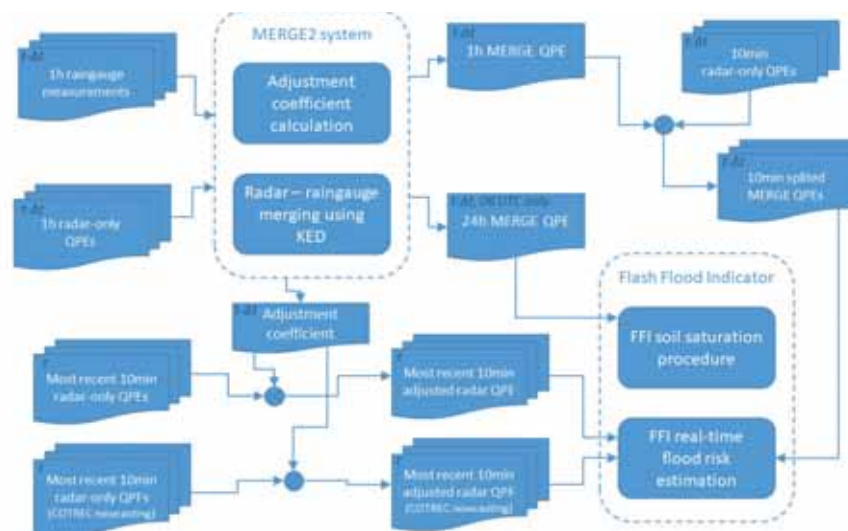 MERGE2 system
t-Δt
1h raingauge
measurements
Adjustment
coefficient
calculation
t-Δt
1h MERGE QPE
10min
radar-only QPEs
t-Δt
1h radar-only
QPEs
Radar – raingauge
merging using
KED
24h MERGE QPE
10min splited
MERGE QPEs
Flash Flood Indicator
Adjustment
coefficient
FFI soil saturation
procedure
Most recent 10min
radar-only QPEs
Most recent 10min
adjusted radar QPE
FFI real-time
flood risk
estimation
Most recent 10min
radar-only QPFs
(COTREC nowcasting)
Most recent 10min
adjusted radar QPF
(COTREC nowcasting)